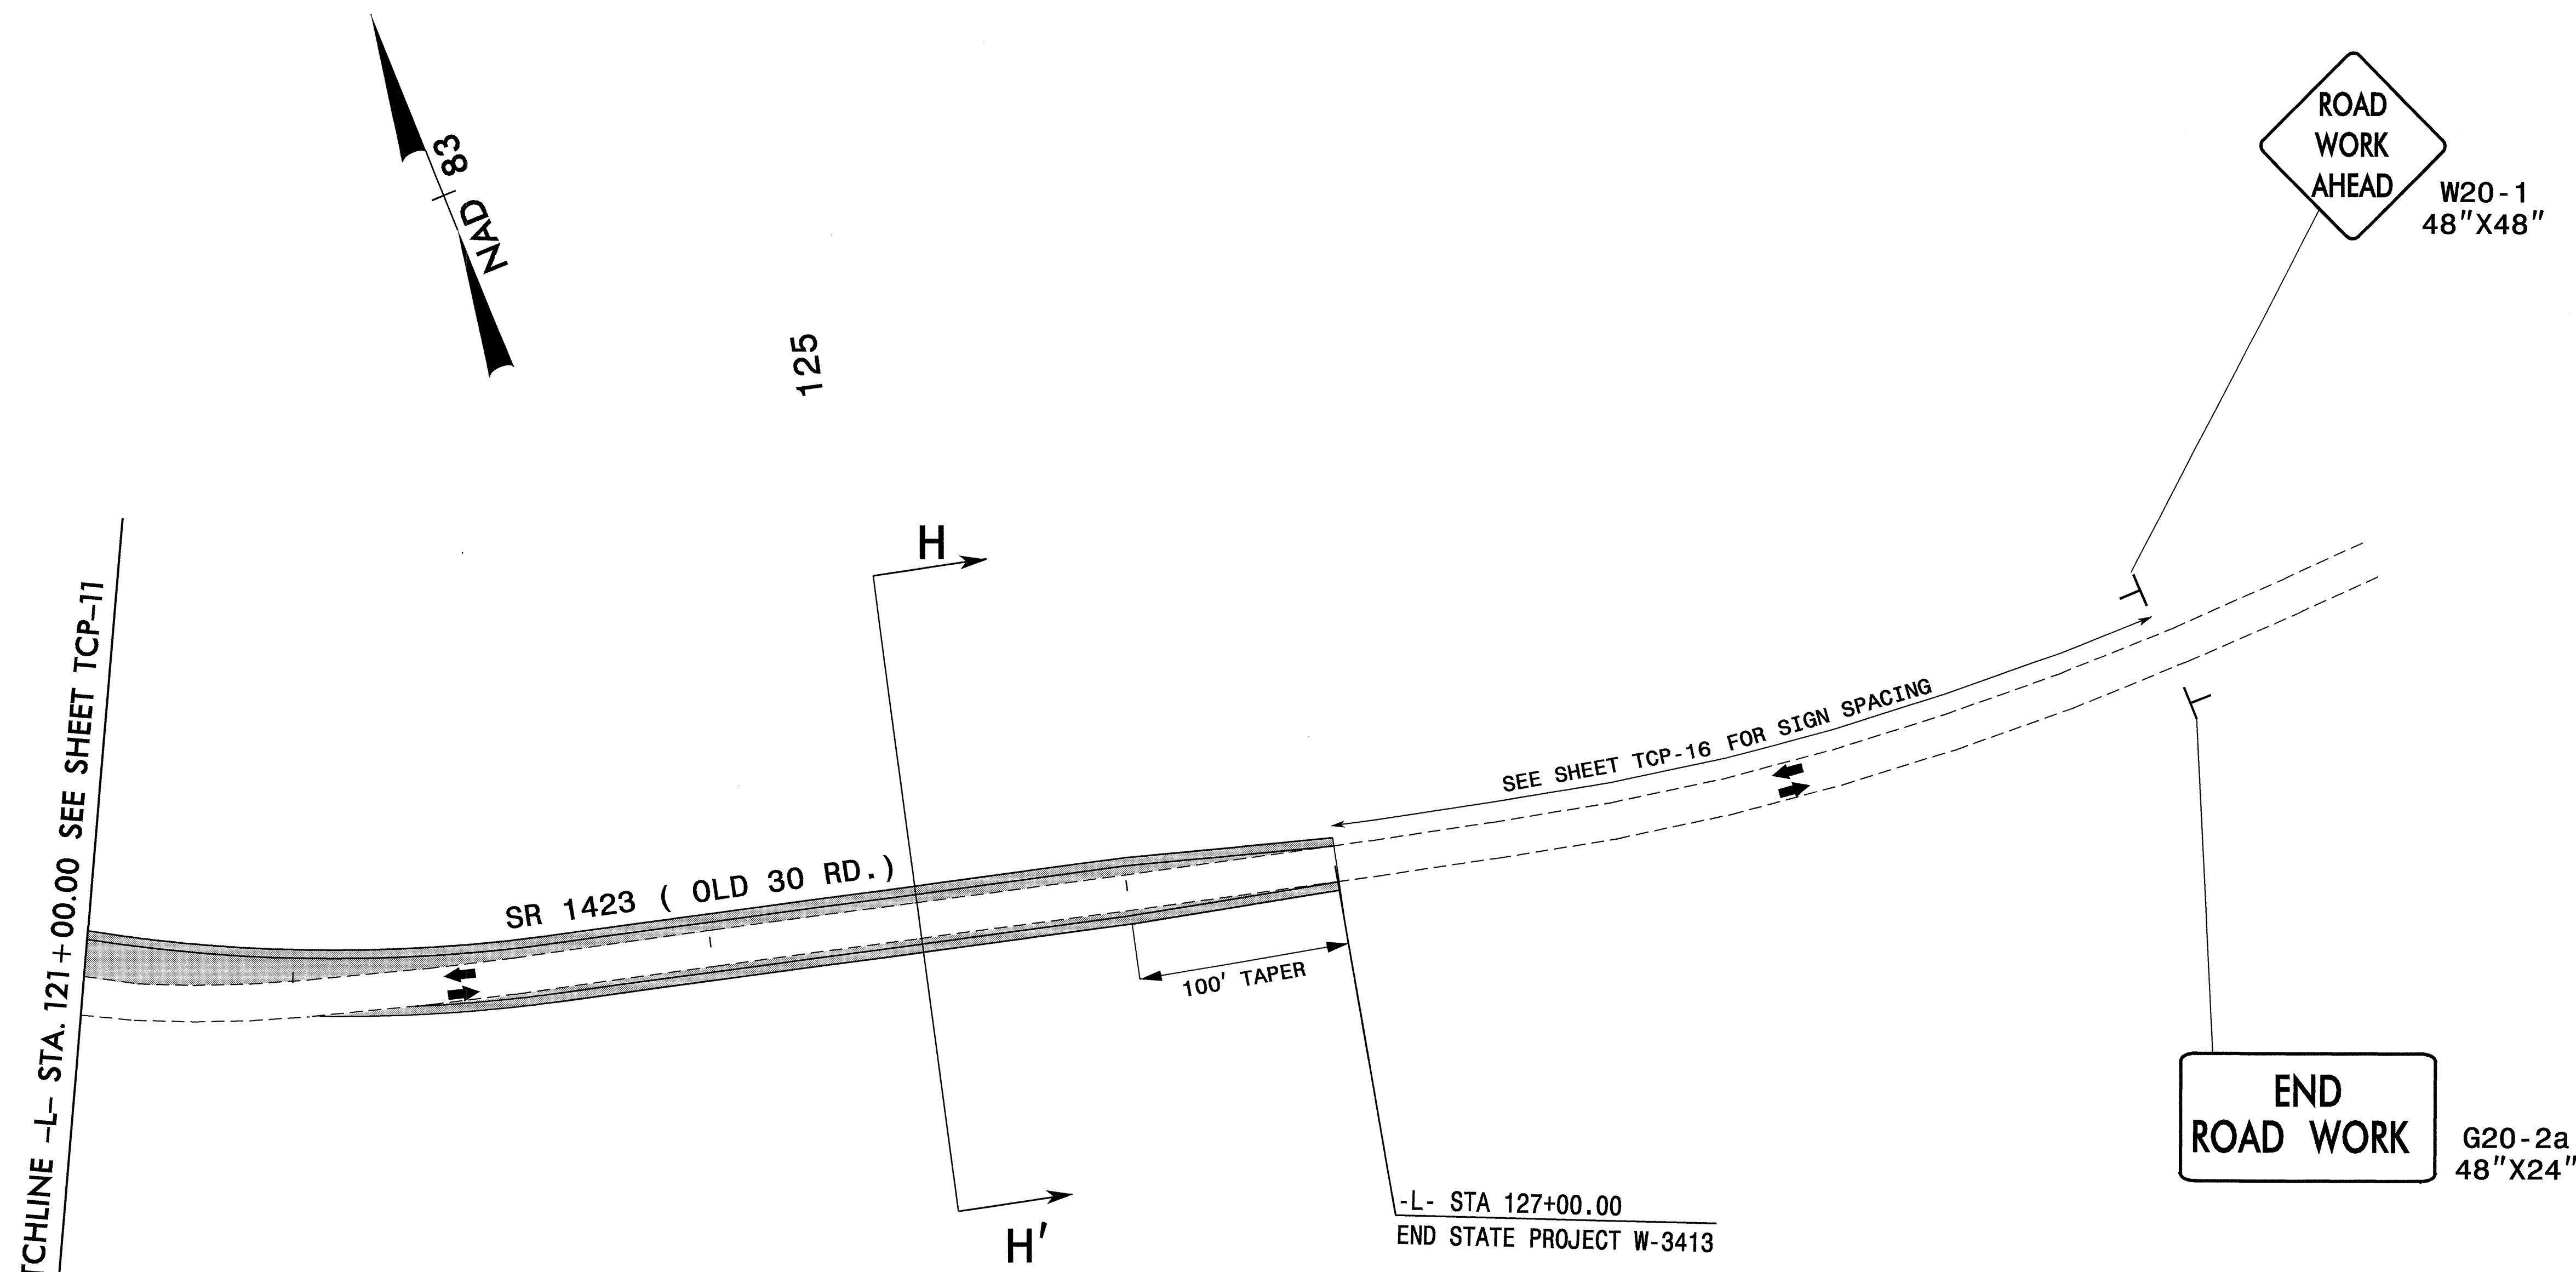 ROAD
WORK
AHEAD
W20-1
48"X48"
NAD 83
125
H
TCHLINE -L- STA. 121+00.00 SEE SHEET TCP-11
SEE SHEET TCP-16 FOR SIGN SPACING
SR 1423 ( OLD 30 RD.)
100' TAPER
END
ROAD WORK
G20-2a
48"X24"
-L- STA 127+00.00
END STATE PROJECT W-3413
H'